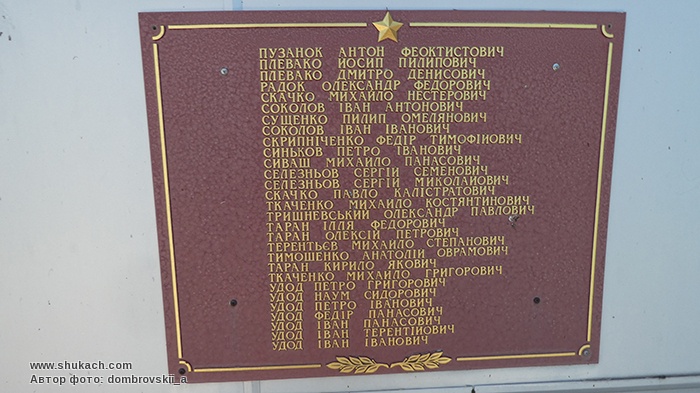 ПУЗАНОК АНТОН ФЕОКТИСТОВИЧ
ПЛЕВАКО ЙОСИП ПИЛИПОВИЧ
ПЛЕВАКО ДМИТРО ДЕНИСОВИЧ
РАДОК ОЛЕКСАНДР ФЕДОРОВИЧ
СКАЧКО МИХАЙЛО НЕСТЕРОВИЧ
СОКОЛОВ ІВАН АНТОНОВИЧ
СУЩЕНКО ПИЛИП ОМЕЛЯНОВИЧ
СОКОЛОВ ІВАН ІВАНОВИЧ
СКРИПНІЧЕНКО ФЕДІР ТИМОФІЙОВИЧ
СИНЬКОВ ПЕТРО ІВАНОВИЧ
СИВАШ МИХАЙЛО ПАНАСОВИЧ
СЕЛЕЗНЬОВ СЕРГІЙ СЕМЕНОВИЧ
СЕЛЕЗНЬОВ СЕРГІЙ МИКОЛАЙОВИЧ
СКАЧКО ПАВЛО КАЛІСТРАТОВИЧ
ТКАЧЕНКО МИХАЙЛО КОСТЯНТИНОВИЧ
ТРИШНЕВСЬКИЙ ОЛЕКСАНДР ПАВЛОВИЧ
ТАРАН ІЛЛЯ ФЕДОРОВИЧ
ТАРАН ОЛЕКСІЙ ПЕТРОВИЧ
ТЕРЕНТЬЄВ МИХАЙЛО СТЕПАНОВИЧ
ТИМОШЕНКО АНАТОЛІЙ ОВРАМОВИЧ
ТАРАН КИРИЛО ЯКОВИЧ
ТКАЧЕНКО МИХАЙЛО ГРИГОРОВИЧ
УДОД ПЕТРО ГРИГОРОВИЧ
УДОД НАУМ СИДОРОВИЧ
УДОД ПЕТРО ІВАНОВИЧ
УДОД ФЕДІР ПАНАСОВИЧ
УДОД ІВАН ПАНАСОВИЧ
УДОД ІВАН ТЕРЕНТІЙОВИЧ
УДОД ІВАН ІВАНОВИЧ
www.shukach.com
Автор фото: dombrovskii_a